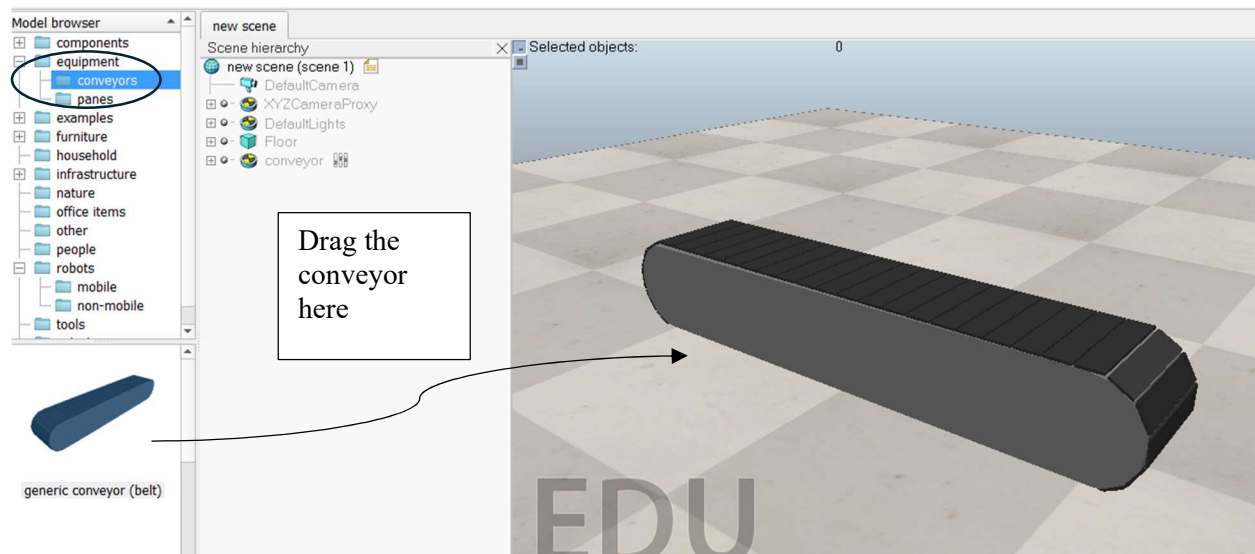 Model browser
components
equipment
conveyors
panes
examples
furniture
household
infrastructure
nature
office items
other
people
robots
mobile
non-mobile
tools
generic conveyor (belt)
new scene
Scene hierarchy
new scene (scene 1)
DefaultCamera
XYZCameraProxy
DefaultLights
Floor
conveyor
Drag the
conveyor
here
Selected objects: 0
EDU